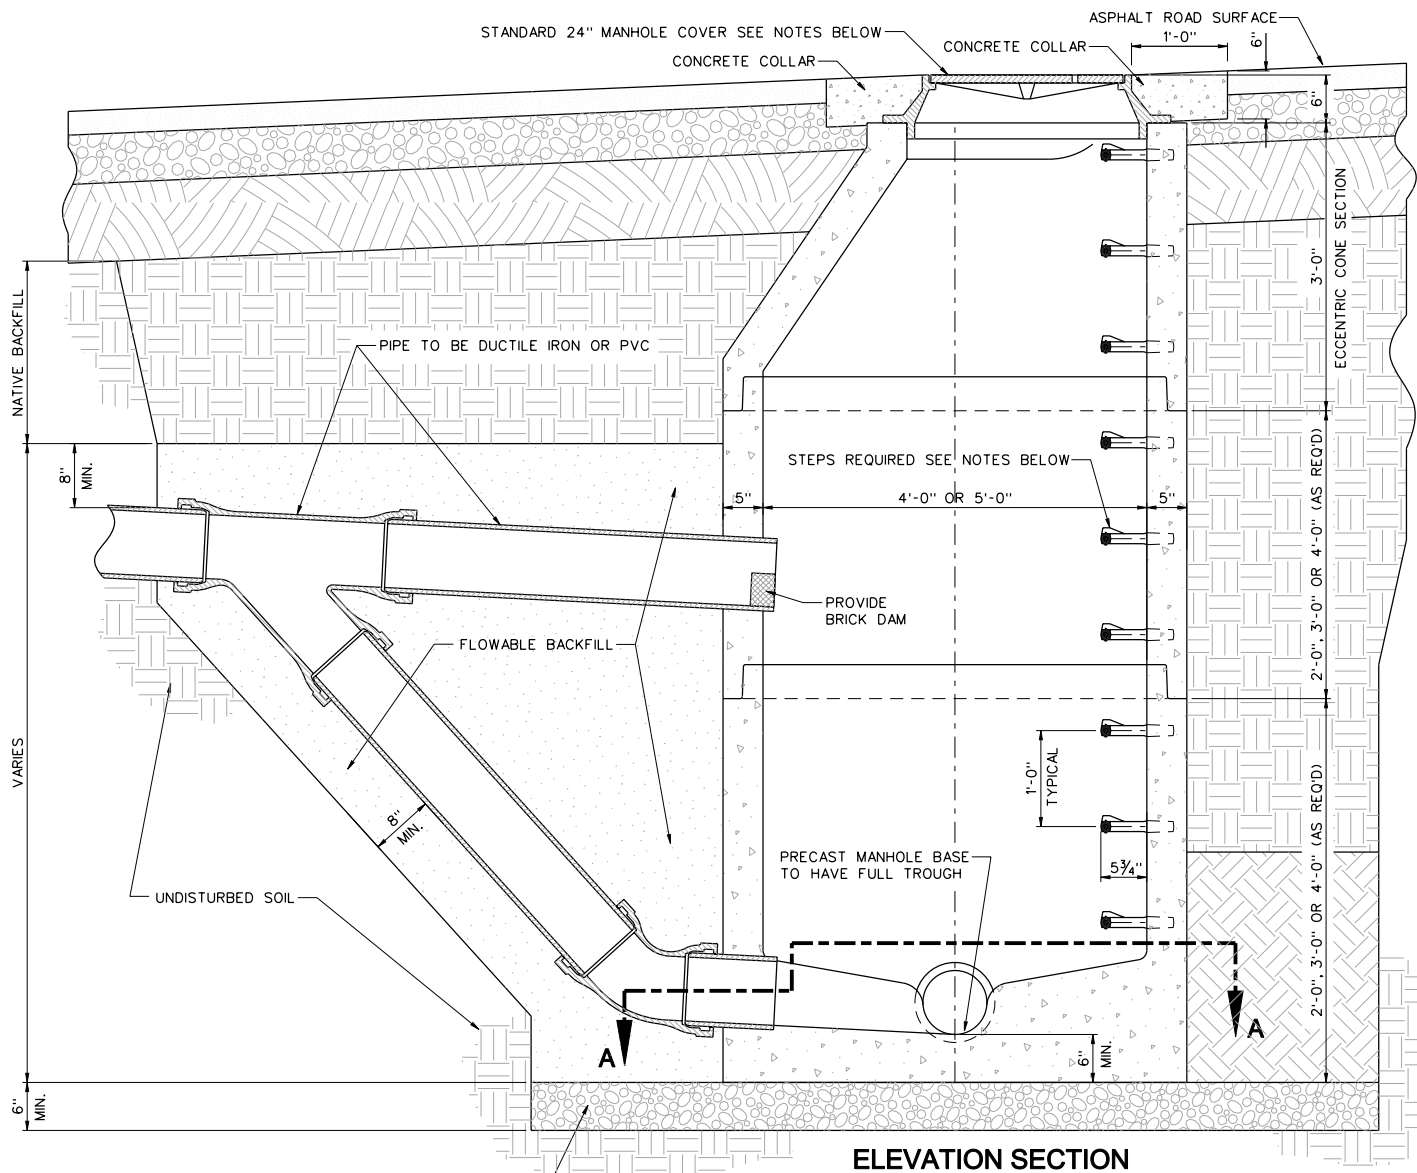 ASPHALT ROAD SURFACE
STANDARD 24" MANHOLE COVER SEE NOTES BELOW
1'-0"
6"
CONCRETE COLLAR
CONCRETE COLLAR
6"
3'-0"
ECCENTRIC CONE SECTION
NATIVE BACKFILL
PIPE TO BE DUCTILE IRON OR PVC
8"
MIN.
STEPS REQUIRED SEE NOTES BELOW
5"
4'-0" OR 5'-0"
5"
2'-0", 3'-0" OR 4'-0" (AS REQ'D)
PROVIDE
BRICK DAM
FLOWABLE BACKFILL
VARIES
1'-0"
TYPICAL
8"
MIN.
PRECAST MANHOLE BASE
TO HAVE FULL TROUGH
5¾"
2'-0", 3'-0" OR 4'-0" (AS REQ'D)
UNDISTURBED SOIL
A
A
6"
MIN.
6"
MIN.
ELEVATION SECTION